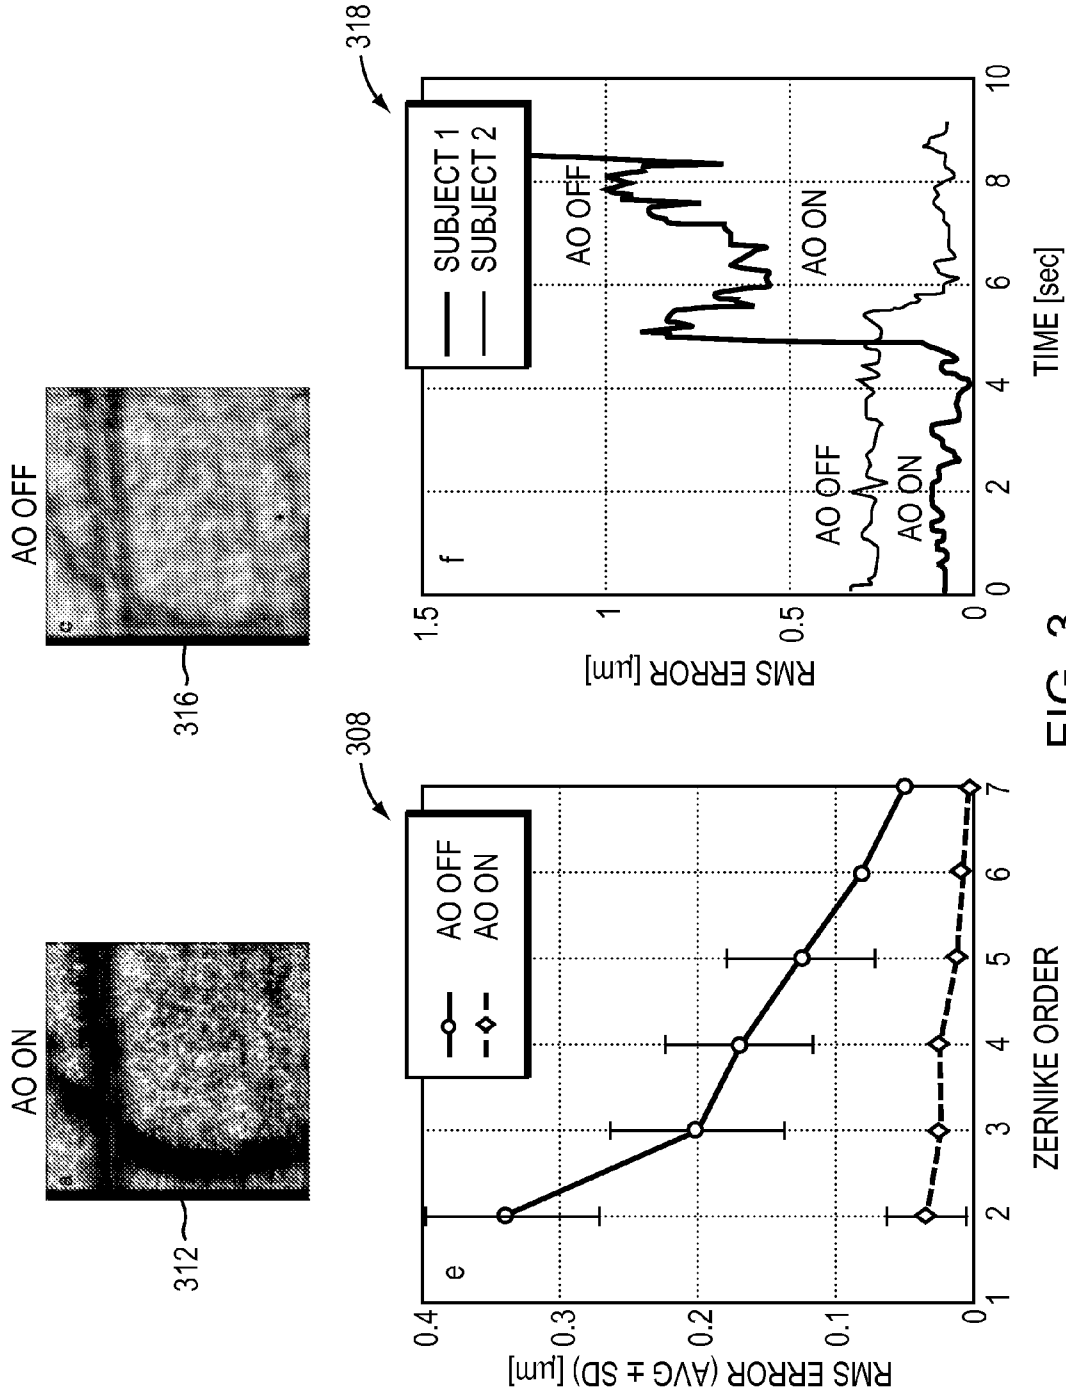 AO ON
a
312
AO OFF
c
316
308
AO OFF
AO ON
e
0.4
0.3
0.2
0.1
0
RMS ERROR (AVG ± SD) [µm]
1
2
3
4
5
6
7
ZERNIKE ORDER
318
SUBJECT 1
SUBJECT 2
f
AO OFF
AO ON
AO OFF
AO ON
1.5
1
0.5
0
RMS ERROR [µm]
0
2
4
6
8
10
TIME [sec]
FIG. 3